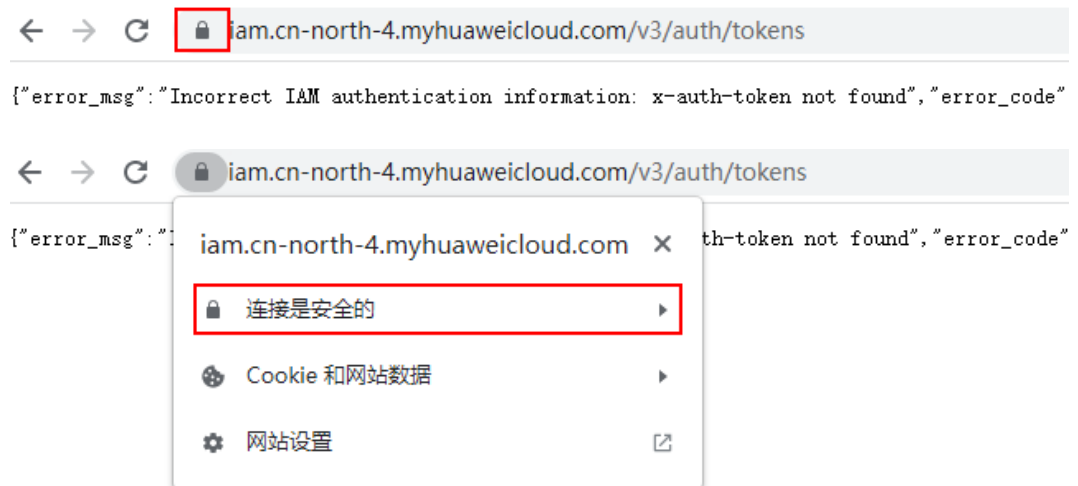 iam.cn-north-4.myhuaweicloud.com/v3/auth/tokens
{"error_msg":"Incorrect IAM authentication information: x-auth-token not found","error_code"
iam.cn-north-4.myhuaweicloud.com/v3/auth/tokens
{"error_msg":" th-token not found","error_code"
iam.cn-north-4.myhuaweicloud.com
连接是安全的
Cookie 和网站数据
网站设置